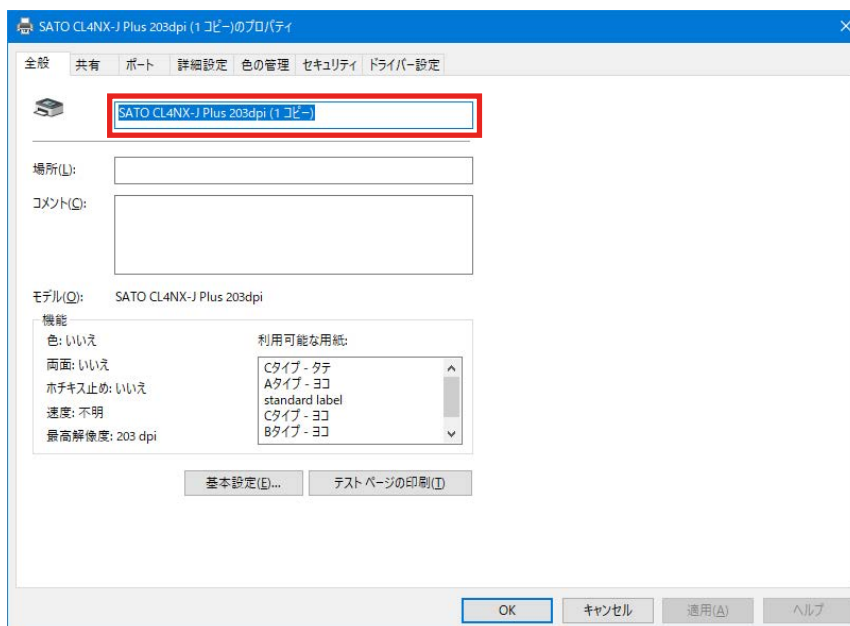 SATO CL4NX-J Plus 203dpi (1 コピー)のプロパティ
全般 共有 ポート 詳細設定 色の管理 セキュリティ ドライバー設定
SATO CL4NX-J Plus 203dpi (1 コピー)
場所(L):
コメント(C):
モデル(O): SATO CL4NX-J Plus 203dpi
機能
色: いいえ
両面: いいえ
ホチキス止め: いいえ
速度: 不明
最高解像度: 203 dpi
利用可能な用紙:
Cタイプ - タテ
Aタイプ - ヨコ
standard label
Cタイプ - ヨコ
Bタイプ - ヨコ
基本設定(E)... テスト ページの印刷(T)
OK キャンセル 適用(A) ヘルプ